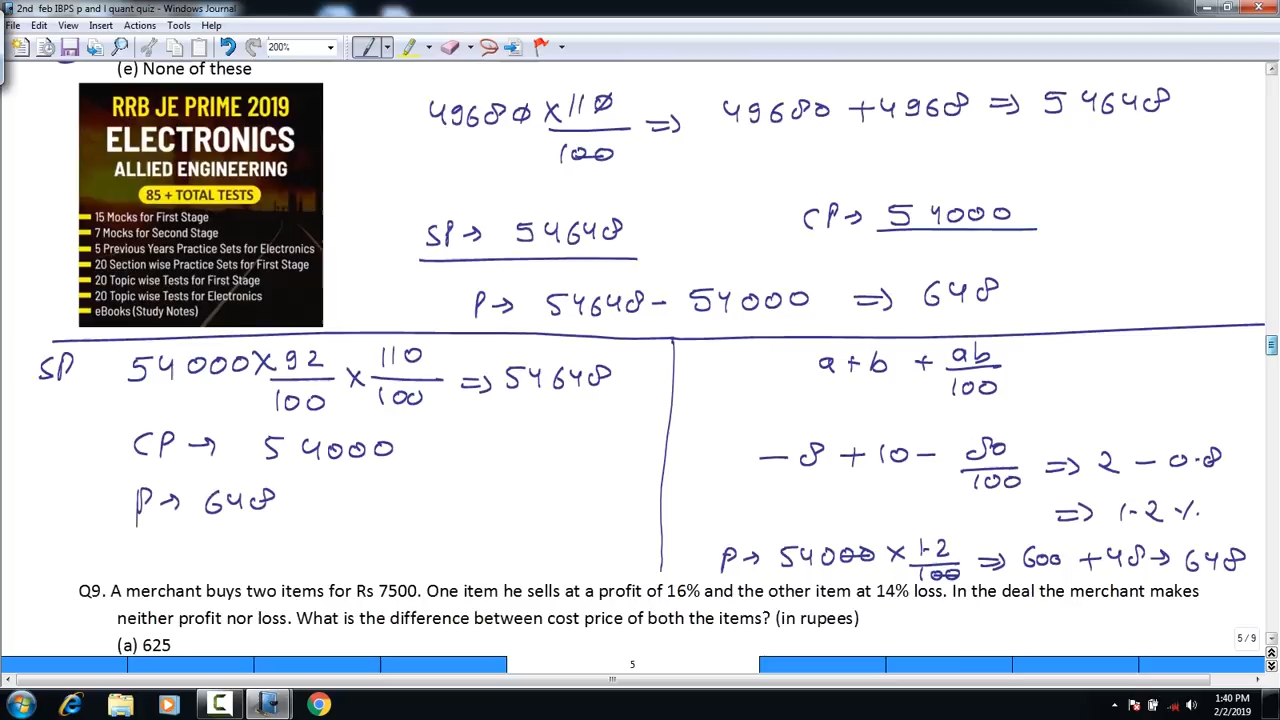 2nd feb IBPS p and I quant quiz - Windows Journal
File Edit View Insert Actions Tools Help
200%
(e) None of these
RRB JE PRIME 2019
ELECTRONICS
ALLIED ENGINEERING
85 + TOTAL TESTS
15 Mocks for First Stage
7 Mocks for Second Stage
5 Previous Years Practice Sets for Electronics
20 Section wise Practice Sets for First Stage
20 Topic wise Tests for First Stage
20 Topic wise Tests for Electronics
eBooks (Study Notes)
49680 × 110/100 ⇒ 49680 + 4968 ⇒ 54648
SP → 54648
CP → 54000
P → 54648 - 54000 ⇒ 648
SP 54000 × 92/100 × 110/100 ⇒ 54648
CP → 54000
P → 648
a + b + ab/100
- 8 + 10 - 80/100 ⇒ 2 - 0.8
⇒ 1.2 %
P → 54000 × 1.2/100 ⇒ 600 + 48 → 648
Q9. A merchant buys two items for Rs 7500. One item he sells at a profit of 16% and the other item at 14% loss. In the deal the merchant makes
neither profit nor loss. What is the difference between cost price of both the items? (in rupees)
(a) 625
5 / 9
5
1:40 PM
2/2/2019